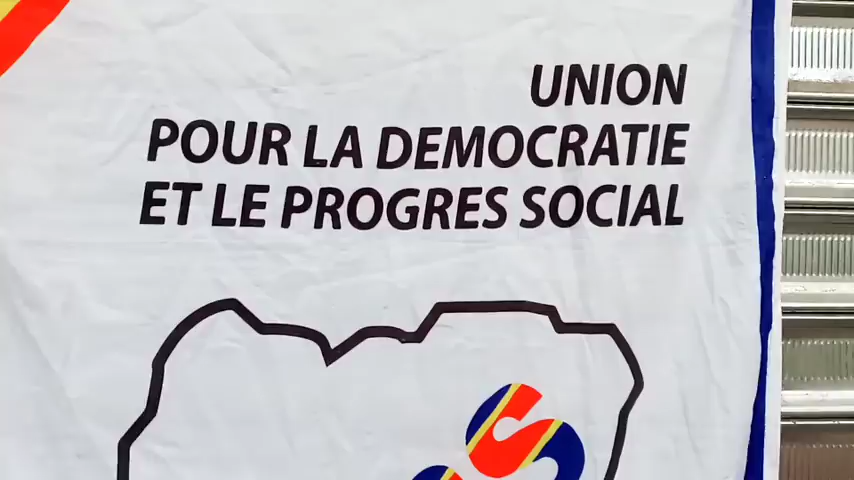 UNION
POUR LA DEMOCRATIE
ET LE PROGRES SOCIAL
S